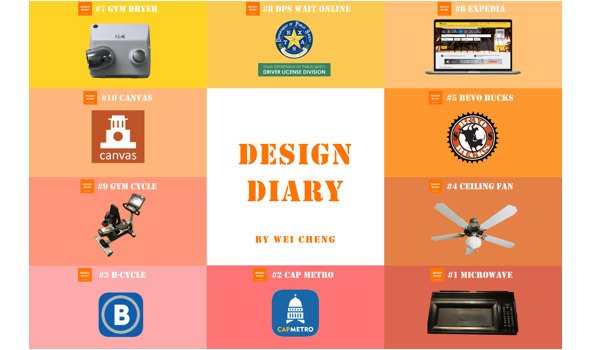 #7 GYM DRYER
#8 DPS WAIT ONLINE
#6 EXPEDIA
TEXAS DEPARTMENT OF PUBLIC SAFETY
DRIVER LICENSE DIVISION
#10 CANVAS
canvas
DESIGN
DIARY
BY WEI CHENG
#5 BEVO BUCKS
BEVO
BUCKS
#9 GYM CYCLE
#4 CEILING FAN
#3 B-CYCLE
B
#2 CAP METRO
CAPMETRO
#1 MICROWAVE